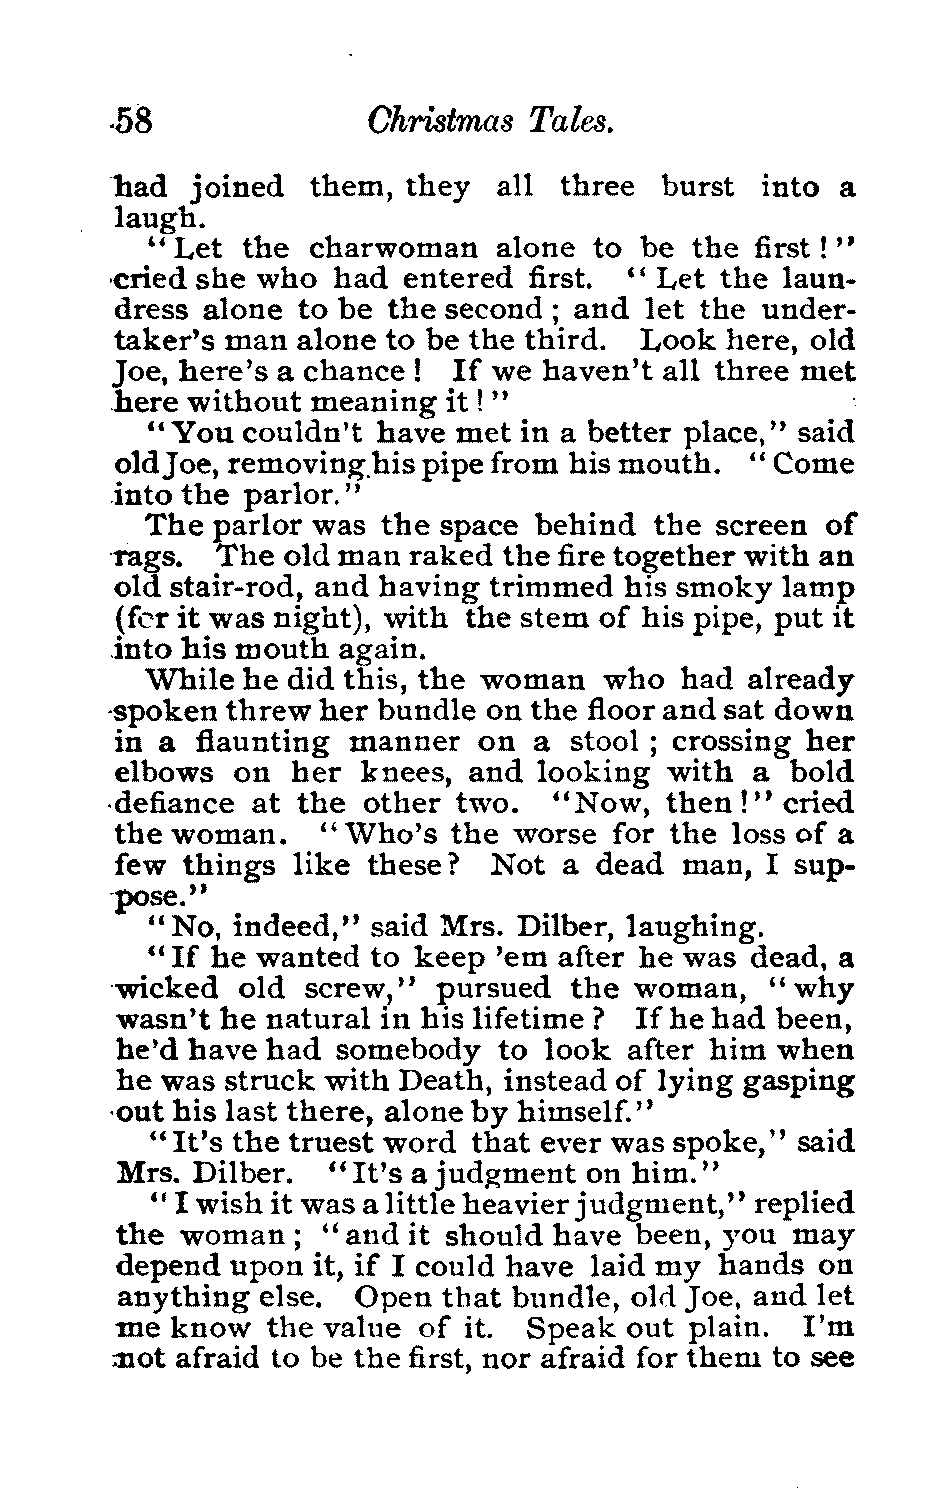 58 Christmas Tales.
had joined them, they all three burst into a
laugh.
"Let the charwoman alone to be the first!"
cried she who had entered first. "Let the laun-
dress alone to be the second; and let the under-
taker's man alone to be the third. Look here, old
Joe, here's a chance! If we haven't all three met
here without meaning it!"
"You couldn't have met in a better place," said
old Joe, removing his pipe from his mouth. "Come
into the parlor."
The parlor was the space behind the screen of
rags. The old man raked the fire together with an
old stair-rod, and having trimmed his smoky lamp
(for it was night), with the stem of his pipe, put it
into his mouth again.
While he did this, the woman who had already
spoken threw her bundle on the floor and sat down
in a flaunting manner on a stool; crossing her
elbows on her knees, and looking with a bold
defiance at the other two. "Now, then!" cried
the woman. "Who's the worse for the loss of a
few things like these? Not a dead man, I sup-
pose."
"No, indeed," said Mrs. Dilber, laughing.
"If he wanted to keep 'em after he was dead, a
wicked old screw," pursued the woman, "why
wasn't he natural in his lifetime? If he had been,
he'd have had somebody to look after him when
he was struck with Death, instead of lying gasping
out his last there, alone by himself."
"It's the truest word that ever was spoke," said
Mrs. Dilber. "It's a judgment on him."
"I wish it was a little heavier judgment," replied
the woman; "and it should have been, you may
depend upon it, if I could have laid my hands on
anything else. Open that bundle, old Joe, and let
me know the value of it. Speak out plain. I'm
not afraid to be the first, nor afraid for them to see